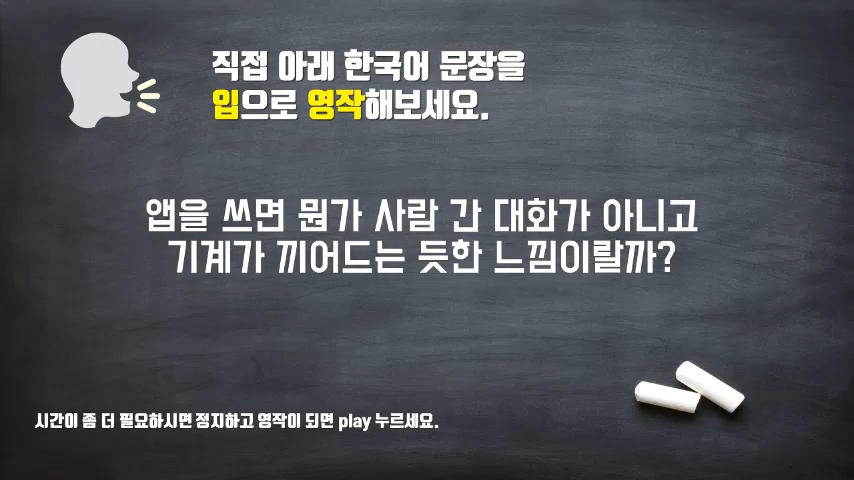 직접 아래 한국어 문장을
입으로 영작해보세요.
앱을 쓰면 뭔가 사람 간 대화가 아니고
기계가 끼어드는 듯한 느낌이랄까?
시간이 좀 더 필요하시면 정지하고 영작이 되면 play 누르세요.